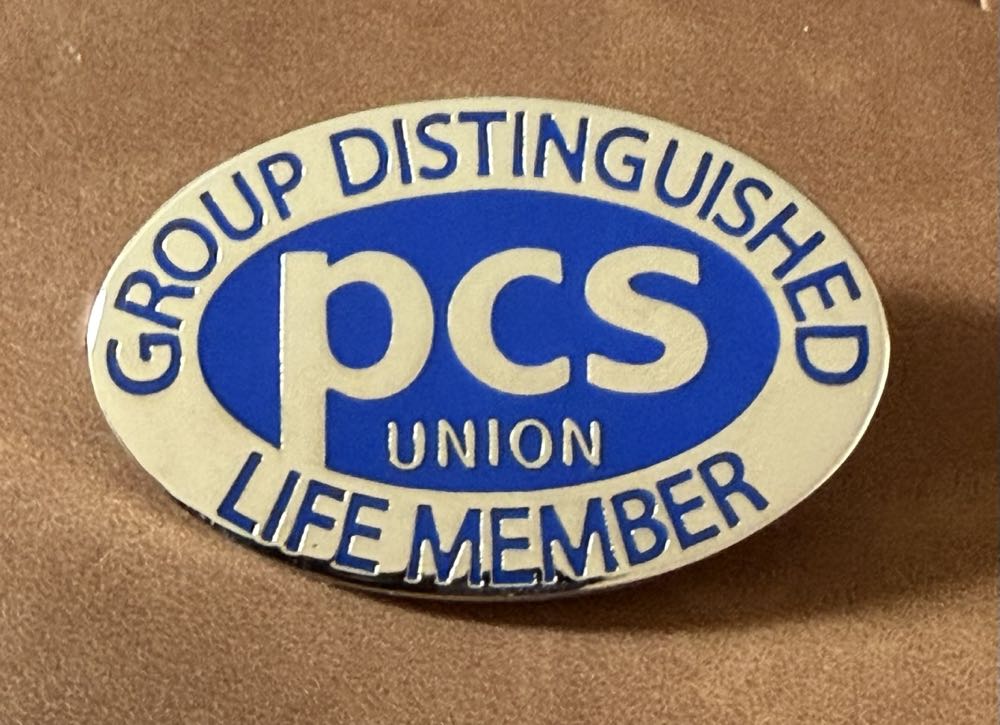 GROUP DISTINGUISHED
pcs
UNION
LIFE MEMBER